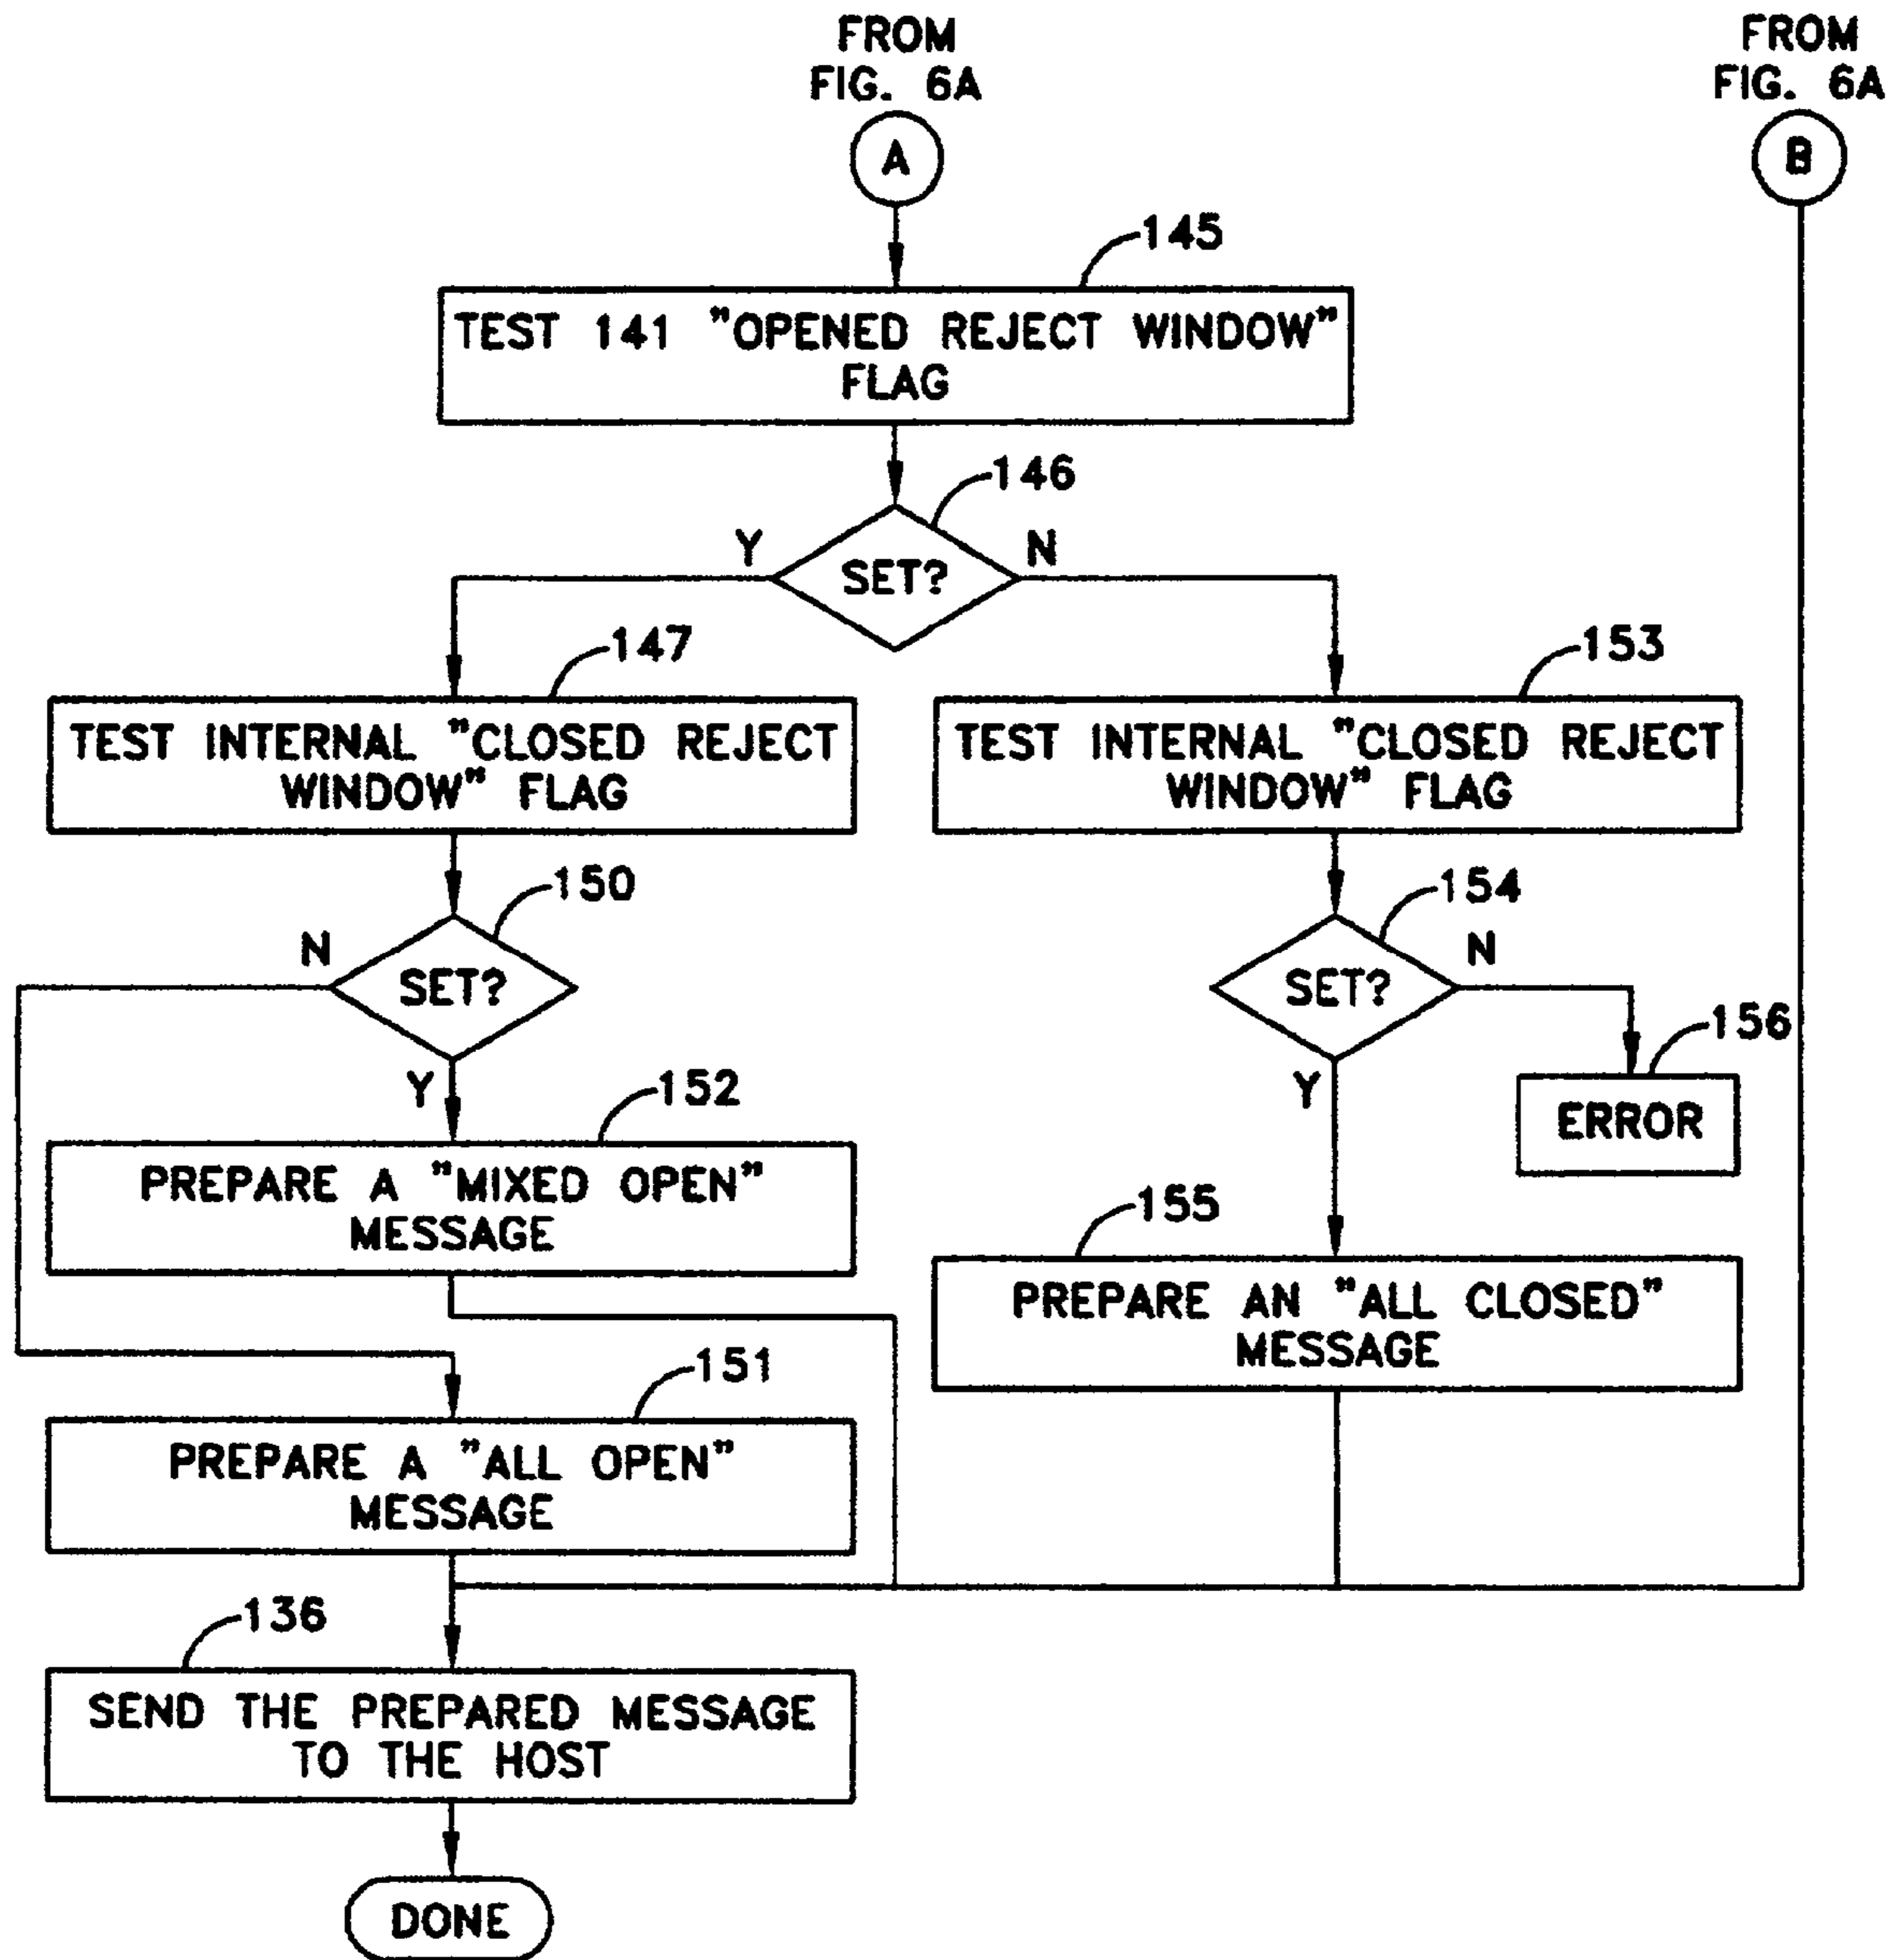 FROM
FIG. 6A
A
FROM
FIG. 6A
B
145
TEST 141 "OPENED REJECT WINDOW"
FLAG
146
Y
SET?
N
147
TEST INTERNAL "CLOSED REJECT
WINDOW" FLAG
153
TEST INTERNAL "CLOSED REJECT
WINDOW" FLAG
150
N
SET?
Y
154
SET?
N
Y
156
ERROR
152
PREPARE A "MIXED OPEN"
MESSAGE
155
PREPARE AN "ALL CLOSED"
MESSAGE
151
PREPARE A "ALL OPEN"
MESSAGE
136
SEND THE PREPARED MESSAGE
TO THE HOST
DONE